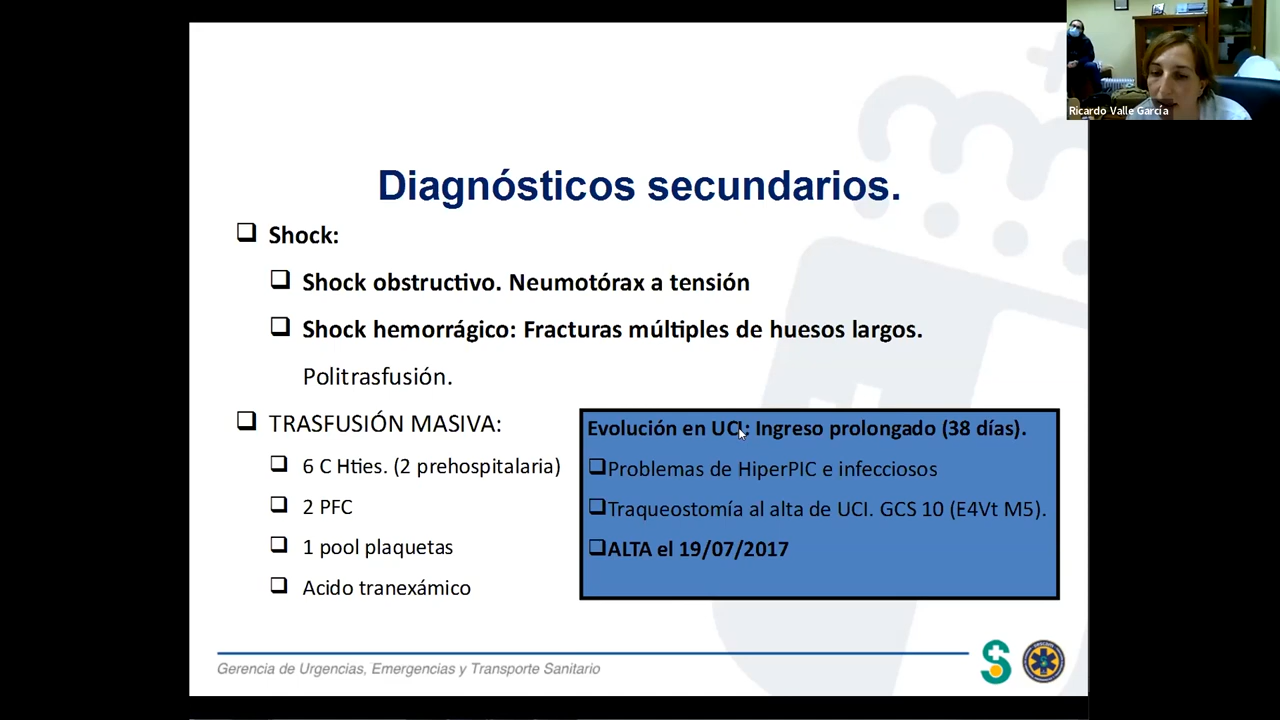 Ricardo Valle García
Diagnósticos secundarios.
Shock:
Shock obstructivo. Neumotórax a tensión
Shock hemorrágico: Fracturas múltiples de huesos largos.
Politrasfusión.
TRASFUSIÓN MASIVA:
6 C Hties. (2 prehospitalaria)
2 PFC
1 pool plaquetas
Acido tranexámico
Evolución en UCI: Ingreso prolongado (38 días).
Problemas de HiperPIC e infecciosos
Traqueostomía al alta de UCI. GCS 10 (E4Vt M5).
ALTA el 19/07/2017
Gerencia de Urgencias, Emergencias y Transporte Sanitario